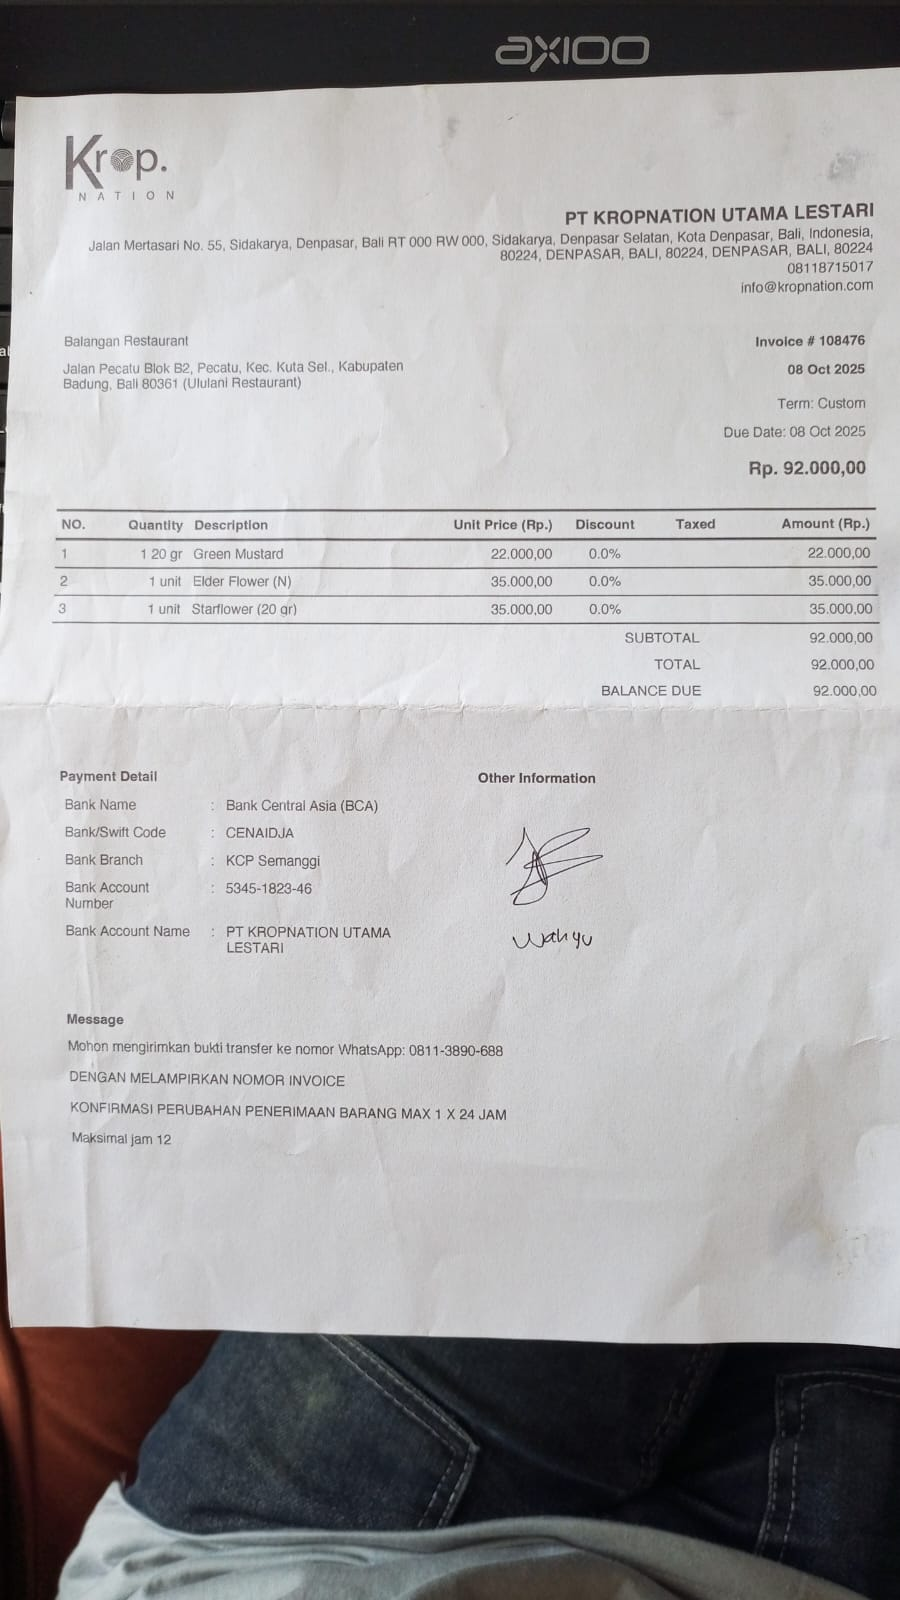 axioo
Krop.
NATION
PT KROPNATION UTAMA LESTARI
Jalan Mertasari No. 55, Sidakarya, Denpasar, Bali RT 000 RW 000, Sidakarya, Denpasar Selatan, Kota Denpasar, Bali, Indonesia,
80224, DENPASAR, BALI, 80224, DENPASAR, BALI, 80224
08118715017
info@kropnation.com
Balangan Restaurant
Jalan Pecatu Blok B2, Pecatu, Kec. Kuta Sel., Kabupaten
Badung, Bali 80361 (Ululani Restaurant)
Invoice # 108476
08 Oct 2025
Term: Custom
Due Date: 08 Oct 2025
Rp. 92.000,00
NO. Quantity Description Unit Price (Rp.) Discount Taxed Amount (Rp.)
1 1 20 gr Green Mustard 22.000,00 0.0% 22.000,00
2 1 unit Elder Flower (N) 35.000,00 0.0% 35.000,00
3 1 unit Starflower (20 gr) 35.000,00 0.0% 35.000,00
SUBTOTAL 92.000,00
TOTAL 92.000,00
BALANCE DUE 92.000,00
Payment Detail
Bank Name : Bank Central Asia (BCA)
Bank/Swift Code : CENAIDJA
Bank Branch : KCP Semanggi
Bank Account : 5345-1823-46
Number
Bank Account Name : PT KROPNATION UTAMA
LESTARI
Other Information
Wahyu
Message
Mohon mengirimkan bukti transfer ke nomor WhatsApp: 0811-3890-688
DENGAN MELAMPIRKAN NOMOR INVOICE
KONFIRMASI PERUBAHAN PENERIMAAN BARANG MAX 1 X 24 JAM
Maksimal jam 12